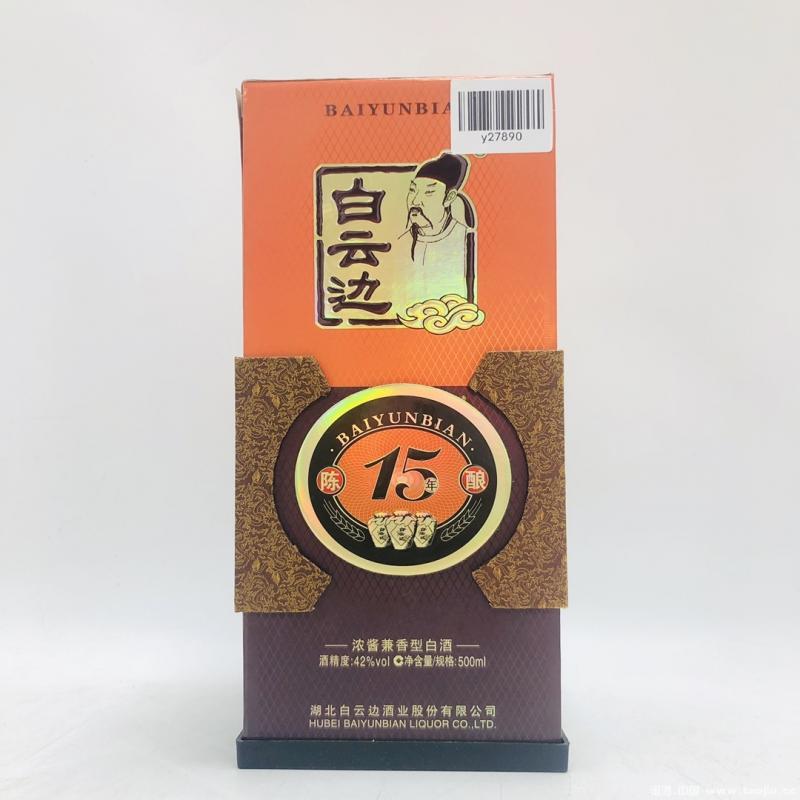 BAIYUNBIA
y27890
白云边
BAIYUNBIAN
陈 15年 酿
浓酱兼香型白酒
酒精度:42%vol 净含量/规格:500ml
湖北白云边酒业股份有限公司
HUBEI BAIYUNBIAN LIQUOR CO.,LTD.